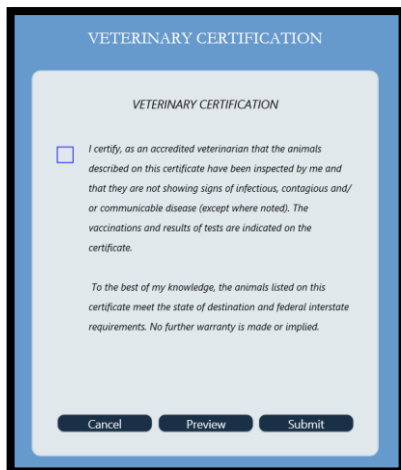 VETERINARY CERTIFICATION
VETERINARY CERTIFICATION
I certify, as an accredited veterinarian that the animals
described on this certificate have been inspected by me and
that they are not showing signs of infectious, contagious and/
or communicable disease (except where noted). The
vaccinations and results of tests are indicated on the
certificate.
To the best of my knowledge, the animals listed on this
certificate meet the state of destination and federal interstate
requirements. No further warranty is made or implied.
Cancel Preview Submit